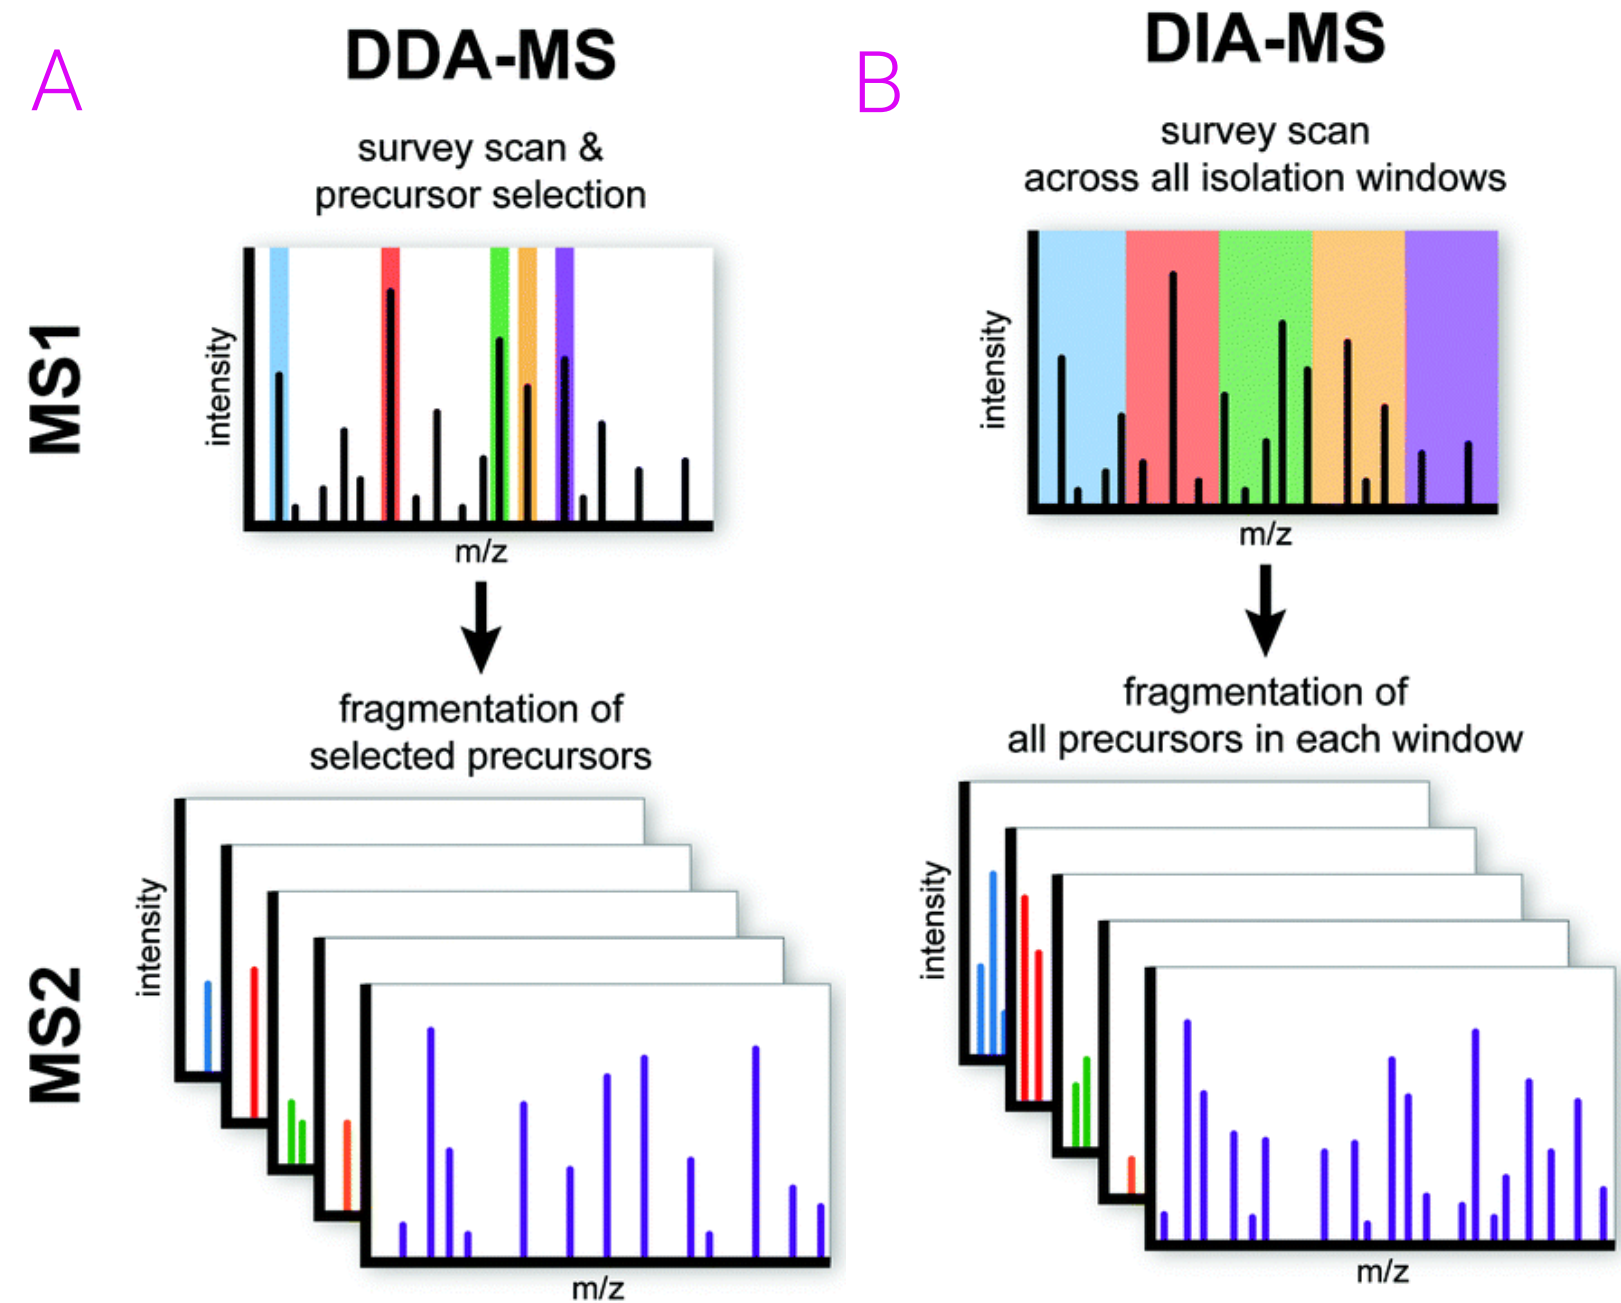 A
DDA-MS
survey scan &
precursor selection
MS1
intensity
m/z
fragmentation of
selected precursors
MS2
intensity
m/z
B
DIA-MS
survey scan
across all isolation windows
intensity
m/z
fragmentation of
all precursors in each window
intensity
m/z